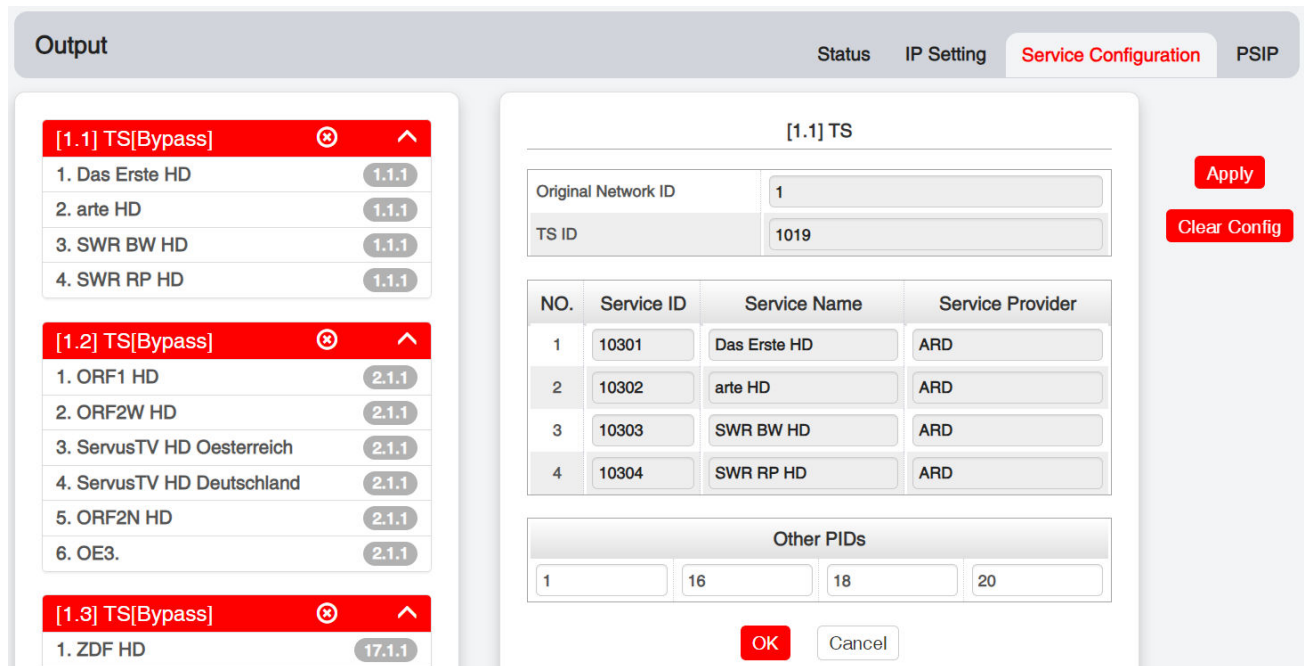 Output
Status IP Setting Service Configuration PSIP
[1.1] TS[Bypass]
1. Das Erste HD 1.1.1
2. arte HD 1.1.1
3. SWR BW HD 1.1.1
4. SWR RP HD 1.1.1
[1.2] TS[Bypass]
1. ORF1 HD 2.1.1
2. ORF2W HD 2.1.1
3. ServusTV HD Oesterreich 2.1.1
4. ServusTV HD Deutschland 2.1.1
5. ORF2N HD 2.1.1
6. OE3. 2.1.1
[1.3] TS[Bypass]
1. ZDF HD 17.1.1
[1.1] TS
Original Network ID 1
TS ID 1019
NO. Service ID Service Name Service Provider
1 10301 Das Erste HD ARD
2 10302 arte HD ARD
3 10303 SWR BW HD ARD
4 10304 SWR RP HD ARD
Other PIDs
1 16 18 20
OK Cancel
Apply
Clear Config